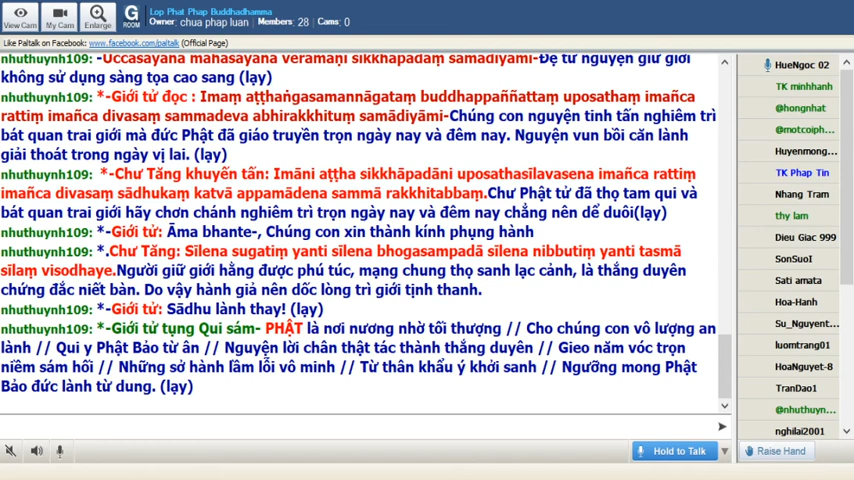 View Cam
My Cam
Enlarge
G
ROOM
Lop Phat Phap Buddhadhamma
Owner: chua phap luan Members: 28 Cams: 0
Like Paltalk on Facebook: www.facebook.com/paltalk (Official Page)
nhuthuynh109: -Uccāsayana mahāsayanā veramaṇī sikkhāpadaṃ samādiyāmi-Đệ tử nguyện giữ giới
không sử dụng sàng tọa cao sang (lạy)
nhuthuynh109: *-Giới tử đọc : Imaṃ aṭṭhaṅgasamannāgataṃ buddhappaññattaṃ uposathaṃ imañca
rattiṃ imañca divasaṃ sammadeva abhirakkhituṃ samādiyāmi-Chúng con nguyện tinh tấn nghiêm trì
bát quan trai giới mà đức Phật đã giáo truyền trọn ngày nay và đêm nay. Nguyện vun bồi căn lành
giải thoát trong ngày vị lai. (lạy)
nhuthuynh109: *-Chư Tăng khuyến tấn: Imāni aṭṭha sikkhāpadāni uposathasīlavasena imañca rattiṃ
imañca divasaṃ sādhukaṃ katvā appamādena sammā rakkhitabbaṃ.Chư Phật tử đã thọ tam qui và
bát quan trai giới hãy chơn chánh nghiêm trì trọn ngày nay và đêm nay chẳng nên dể duôi(lạy)
nhuthuynh109: *-Giới tử: Āma bhante-, Chúng con xin thành kính phụng hành
nhuthuynh109: *.Chư Tăng: Sīlena sugatiṃ yanti sīlena bhogasampadā sīlena nibbutiṃ yanti tasmā
sīlaṃ visodhaye.Người giữ giới hằng được phú túc, mạng chung thọ sanh lạc cảnh, là thắng duyên
chứng đắc niết bàn. Do vậy hành giả nên dốc lòng trì giới tịnh thanh.
nhuthuynh109: *-Giới tử: Sādhu lành thay! (lạy)
nhuthuynh109: *-Giới tử tụng Qui sám- PHẬT là nơi nương nhờ tối thượng // Cho chúng con vô lượng an
lành // Qui y Phật Bảo từ ân // Nguyện lời chân thật tác thành thắng duyên // Gieo năm vóc trọn
niềm sám hối // Những sở hành lầm lỗi vô minh // Từ thân khẩu ý khởi sanh // Ngưỡng mong Phật
Bảo đức lành từ dung. (lạy)
HueNgoc 02
TK minhhanh
@hongnhat
@motcoiph...
Huyenmong...
TK Phap Tin
Nhang Tram
thy lam
Dieu Giac 999
SonSuoI
Sati amata
Hoa-Hanh
Su_Nguyent...
luomtrang01
HoaNguyet-8
TranDao1
@nhuthuyn...
nghilai2001
Hold to Talk
Raise Hand